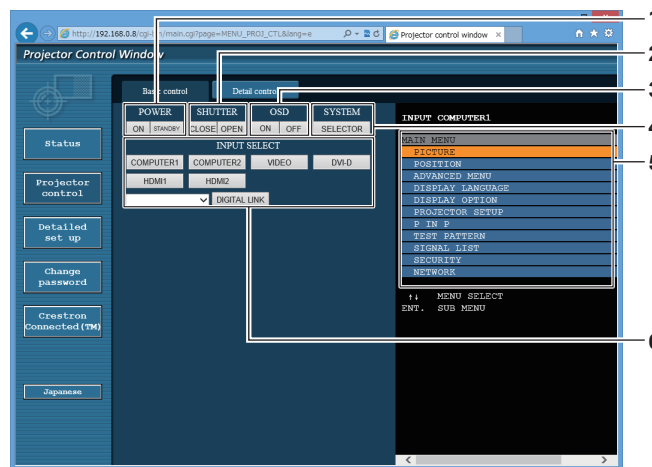 http://192.168.0.8/cgi-bin/main.cgi?page=MENU_PROJ_CTL&lang=e
Projector control window
Projector Control Window
Basic control Detail control
POWER SHUTTER OSD SYSTEM
ON STANDBY CLOSE OPEN ON OFF SELECTOR
INPUT SELECT
COMPUTER1 COMPUTER2 VIDEO DVI-D
HDMI1 HDMI2
DIGITAL LINK
Status
Projector
control
Detailed
set up
Change
password
Crestron
Connected(TM)
Japanese
INPUT COMPUTER1
MAIN MENU
PICTURE
POSITION
ADVANCED MENU
DISPLAY LANGUAGE
DISPLAY OPTION
PROJECTOR SETUP
P IN P
TEST PATTERN
SIGNAL LIST
SECURITY
NETWORK
↑↓ MENU SELECT
ENT. SUB MENU
1
2
3
4
5
6